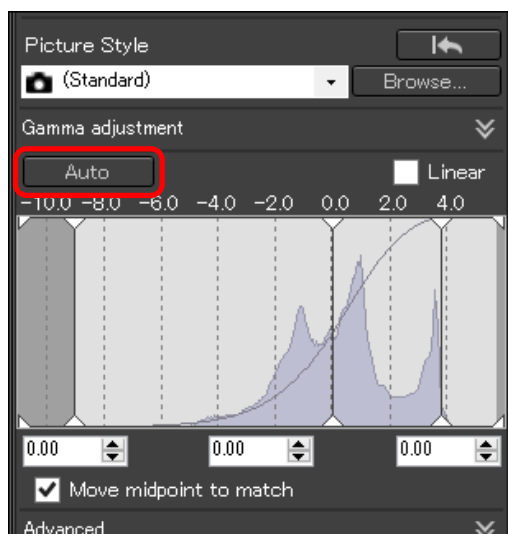 Picture Style
(Standard)
Browse...
Gamma adjustment
Auto
Linear
-10.0 -8.0 -6.0 -4.0 -2.0 0.0 2.0 4.0
0.00 0.00 0.00
Move midpoint to match
Advanced